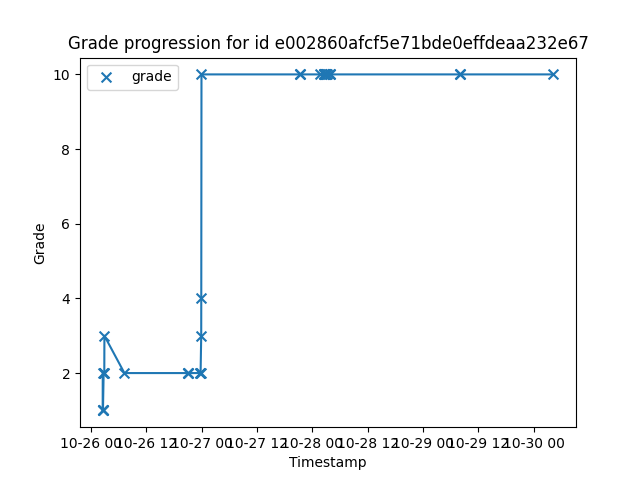 Grade progression for id e002860afcf5e71bde0effdeaa232e67
grade
10
8
6
4
2
Grade
10-26 00 10-26 12 10-27 00 10-27 12 10-28 00 10-28 12 10-29 00 10-29 12 10-30 00
Timestamp